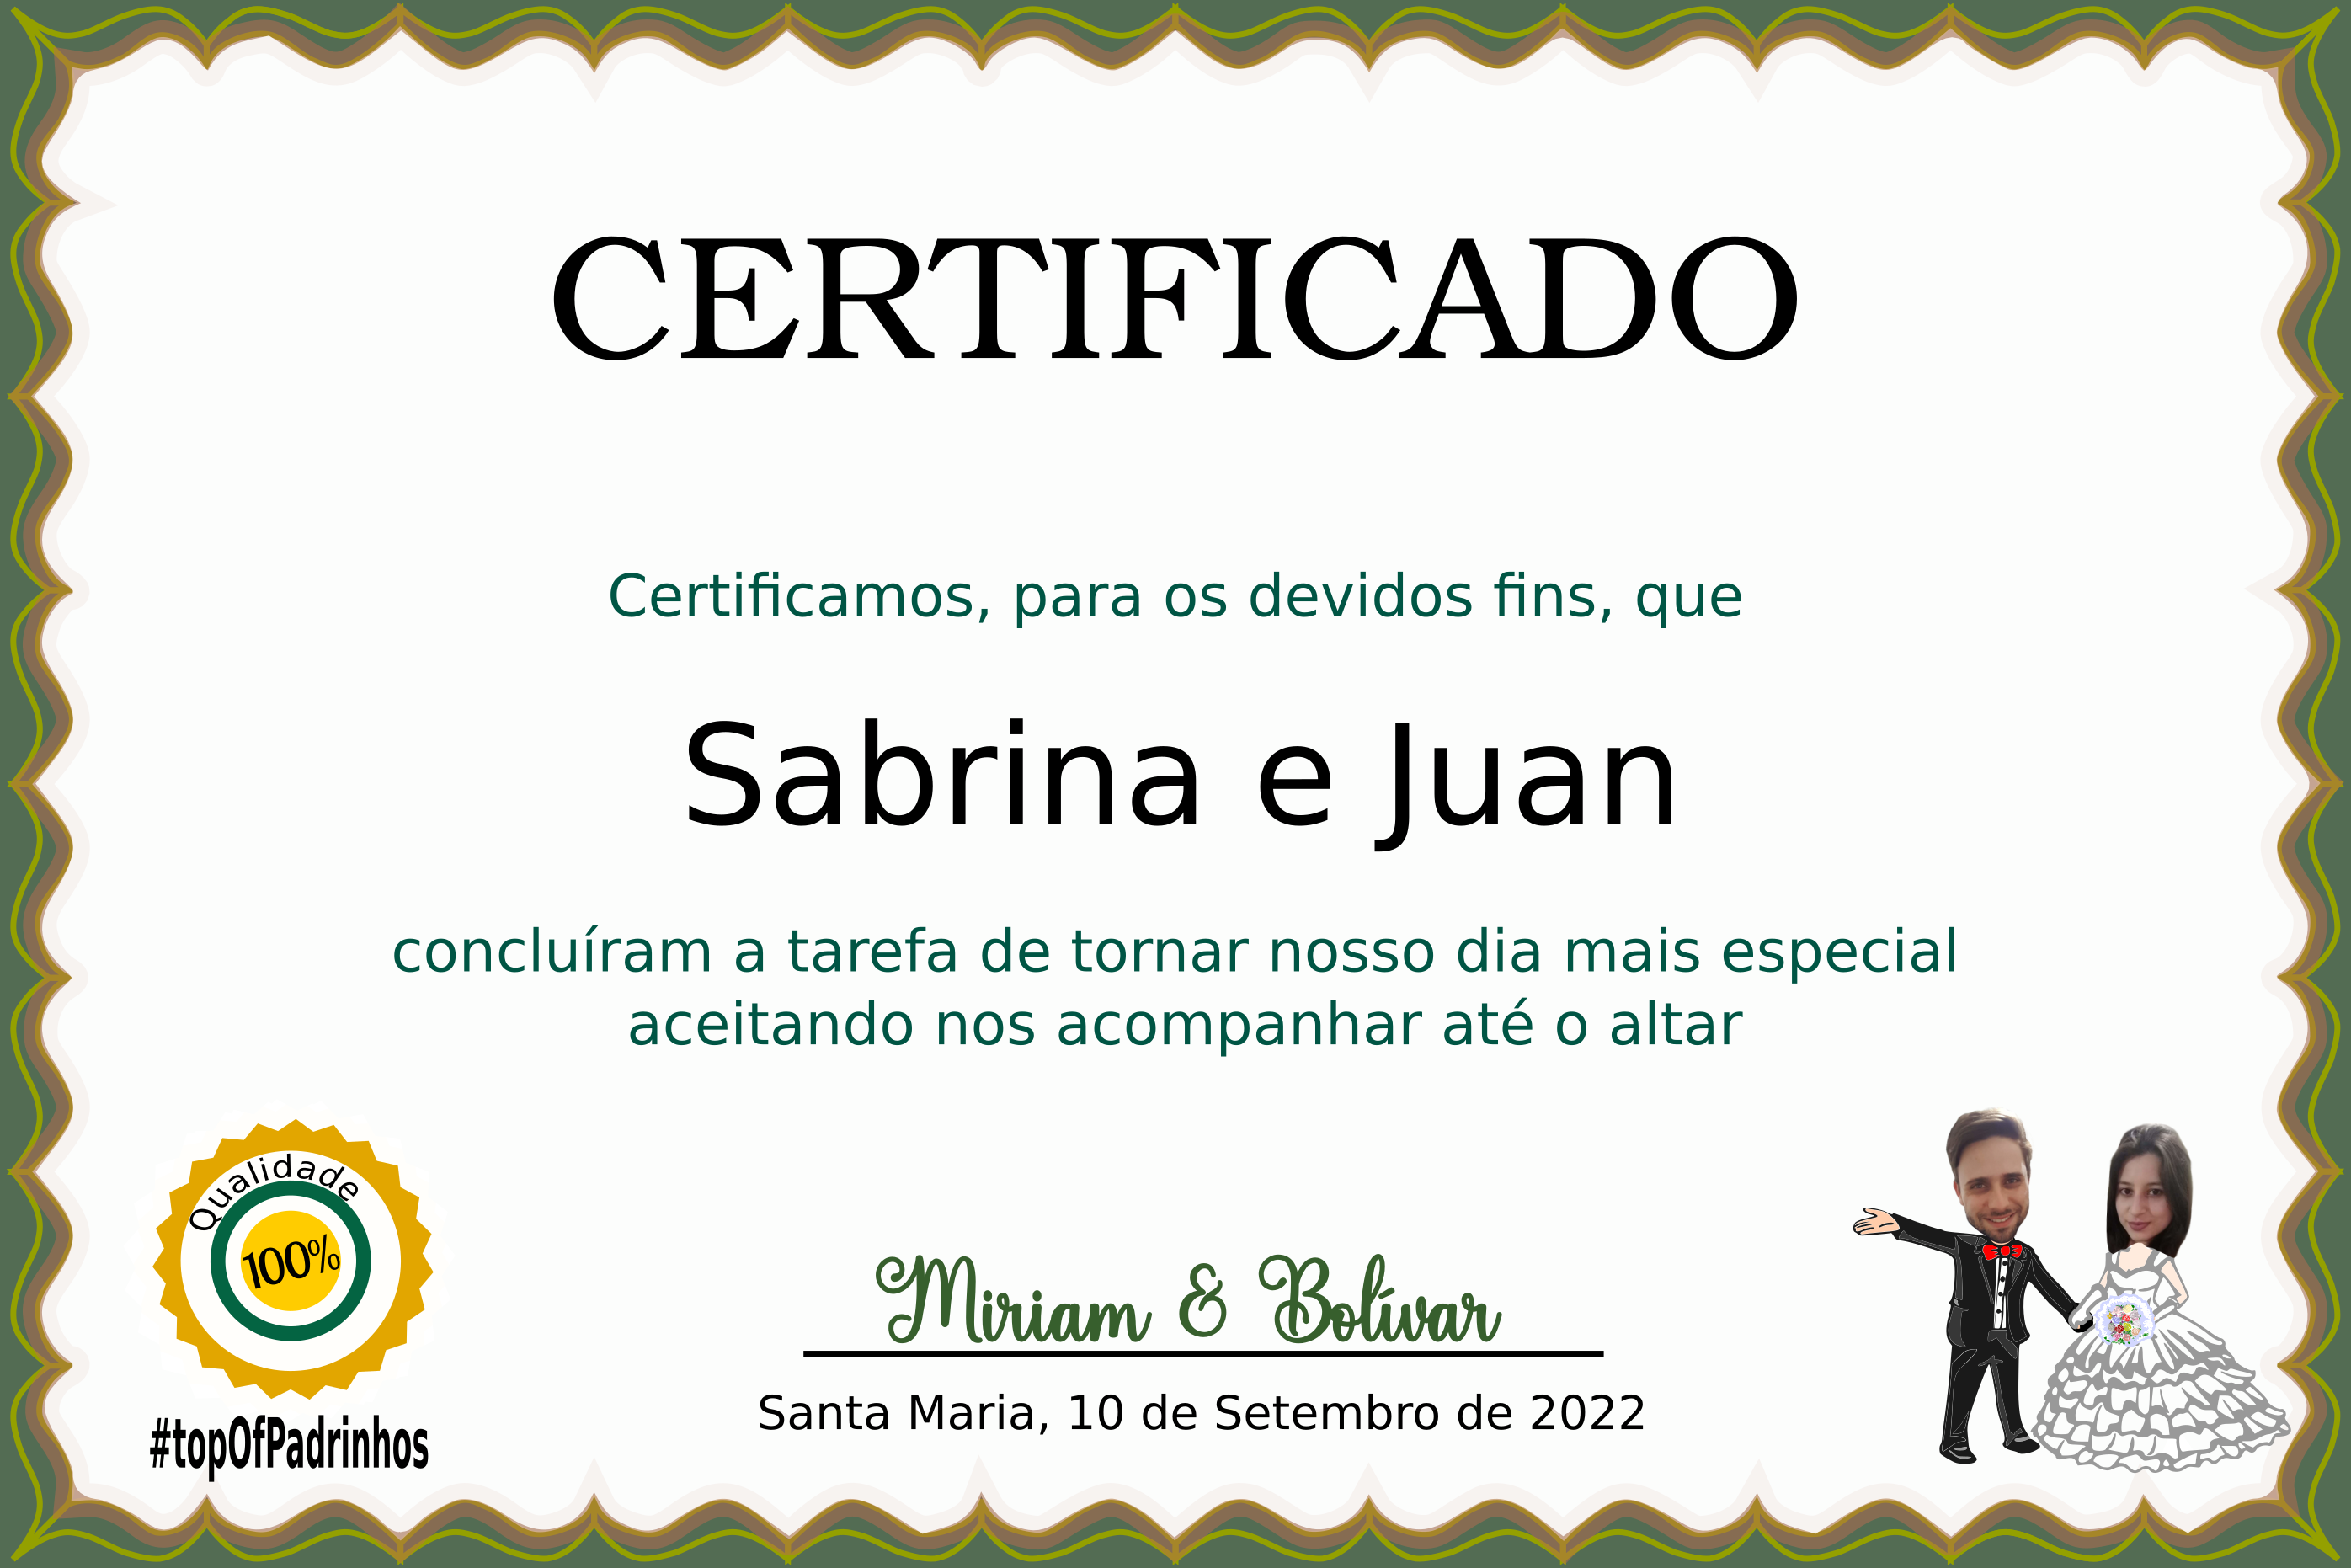 CERTIFICADO
Certificamos, para os devidos fins, que
Sabrina e Juan
concluíram a tarefa de tornar nosso dia mais especial
aceitando nos acompanhar até o altar
Qualidade
100%
#topOfPadrinhos
Miriam & Bolívar
Santa Maria, 10 de Setembro de 2022